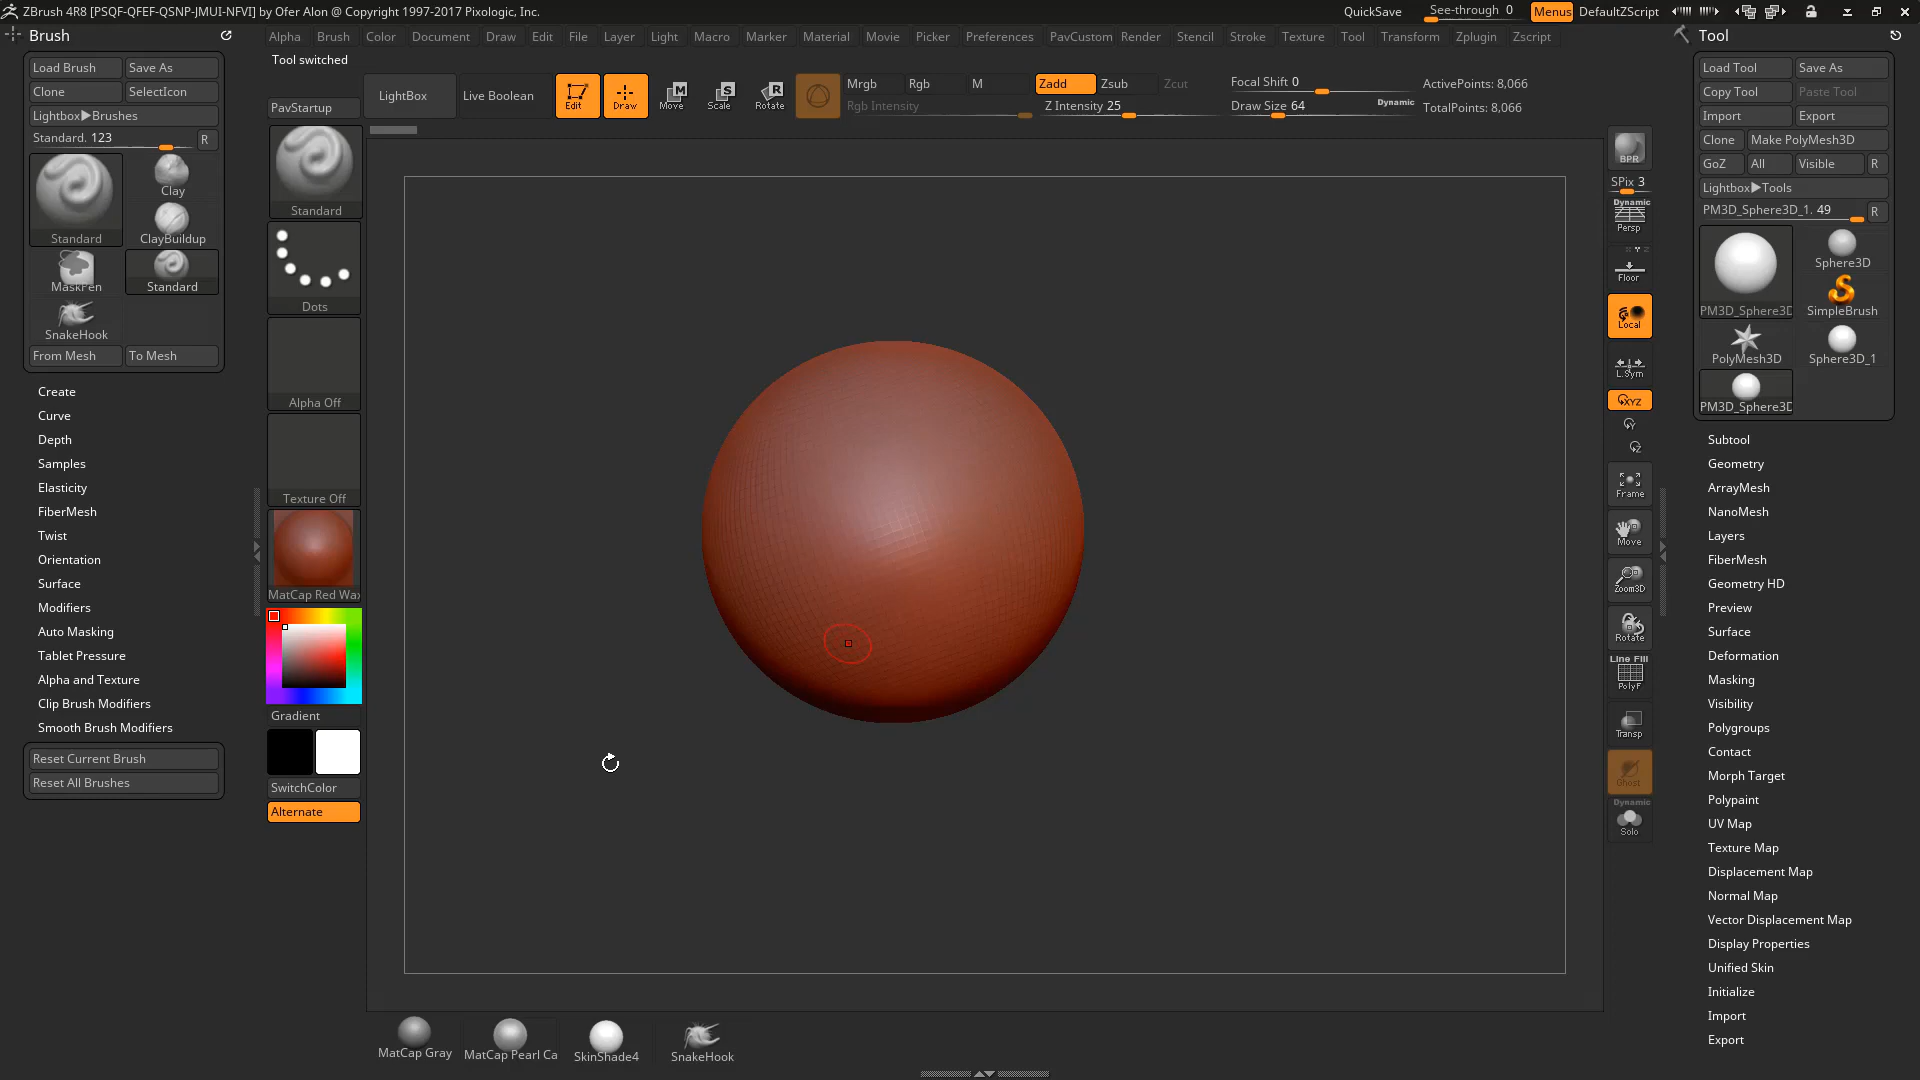 ZBrush 4R8 [PSQF-QFEF-QSNP-JMUI-NFVI] by Ofer Alon @ Copyright 1997-2017 Pixologic, Inc.
QuickSave
See-through 0
Menus
DefaultZScript
Brush
Alpha Brush Color Document Draw Edit File Layer Light Macro Marker Material Movie Picker Preferences PavCustom Render Stencil Stroke Texture Tool Transform Zplugin Zscript
Tool
Tool switched
Load Brush Save As
Clone SelectIcon
Lightbox▶Brushes
Standard. 123 R
Standard
Clay
ClayBuildup
MaskPen
Standard
SnakeHook
From Mesh To Mesh
Create
Curve
Depth
Samples
Elasticity
FiberMesh
Twist
Orientation
Surface
Modifiers
Auto Masking
Tablet Pressure
Alpha and Texture
Clip Brush Modifiers
Smooth Brush Modifiers
Reset Current Brush
Reset All Brushes
PavStartup
LightBox
Live Boolean
Edit
Draw
M
Move
S
Scale
R
Rotate
Mrgb Rgb M
Rgb Intensity
Zadd Zsub Zcut
Z Intensity 25
Focal Shift 0
Draw Size 64
Dynamic
ActivePoints: 8,066
TotalPoints: 8,066
Standard
Dots
Alpha Off
Texture Off
MatCap Red Wax
Gradient
SwitchColor
Alternate
BPR
SPix 3
Dynamic
Persp
Floor
Local
L.Sym
XYZ
Y
Z
Frame
Move
Zoom3D
Rotate
Line Fill
PolyF
Transp
Ghost
Dynamic
Solo
Load Tool Save As
Copy Tool Paste Tool
Import Export
Clone Make PolyMesh3D
GoZ All Visible R
Lightbox▶Tools
PM3D_Sphere3D_1. 49 R
PM3D_Sphere3D
Sphere3D
SimpleBrush
PolyMesh3D
Sphere3D_1
PM3D_Sphere3D
Subtool
Geometry
ArrayMesh
NanoMesh
Layers
FiberMesh
Geometry HD
Preview
Surface
Deformation
Masking
Visibility
Polygroups
Contact
Morph Target
Polypaint
UV Map
Texture Map
Displacement Map
Normal Map
Vector Displacement Map
Display Properties
Unified Skin
Initialize
Import
Export
MatCap Gray
MatCap Pearl Ca
SkinShade4
SnakeHook